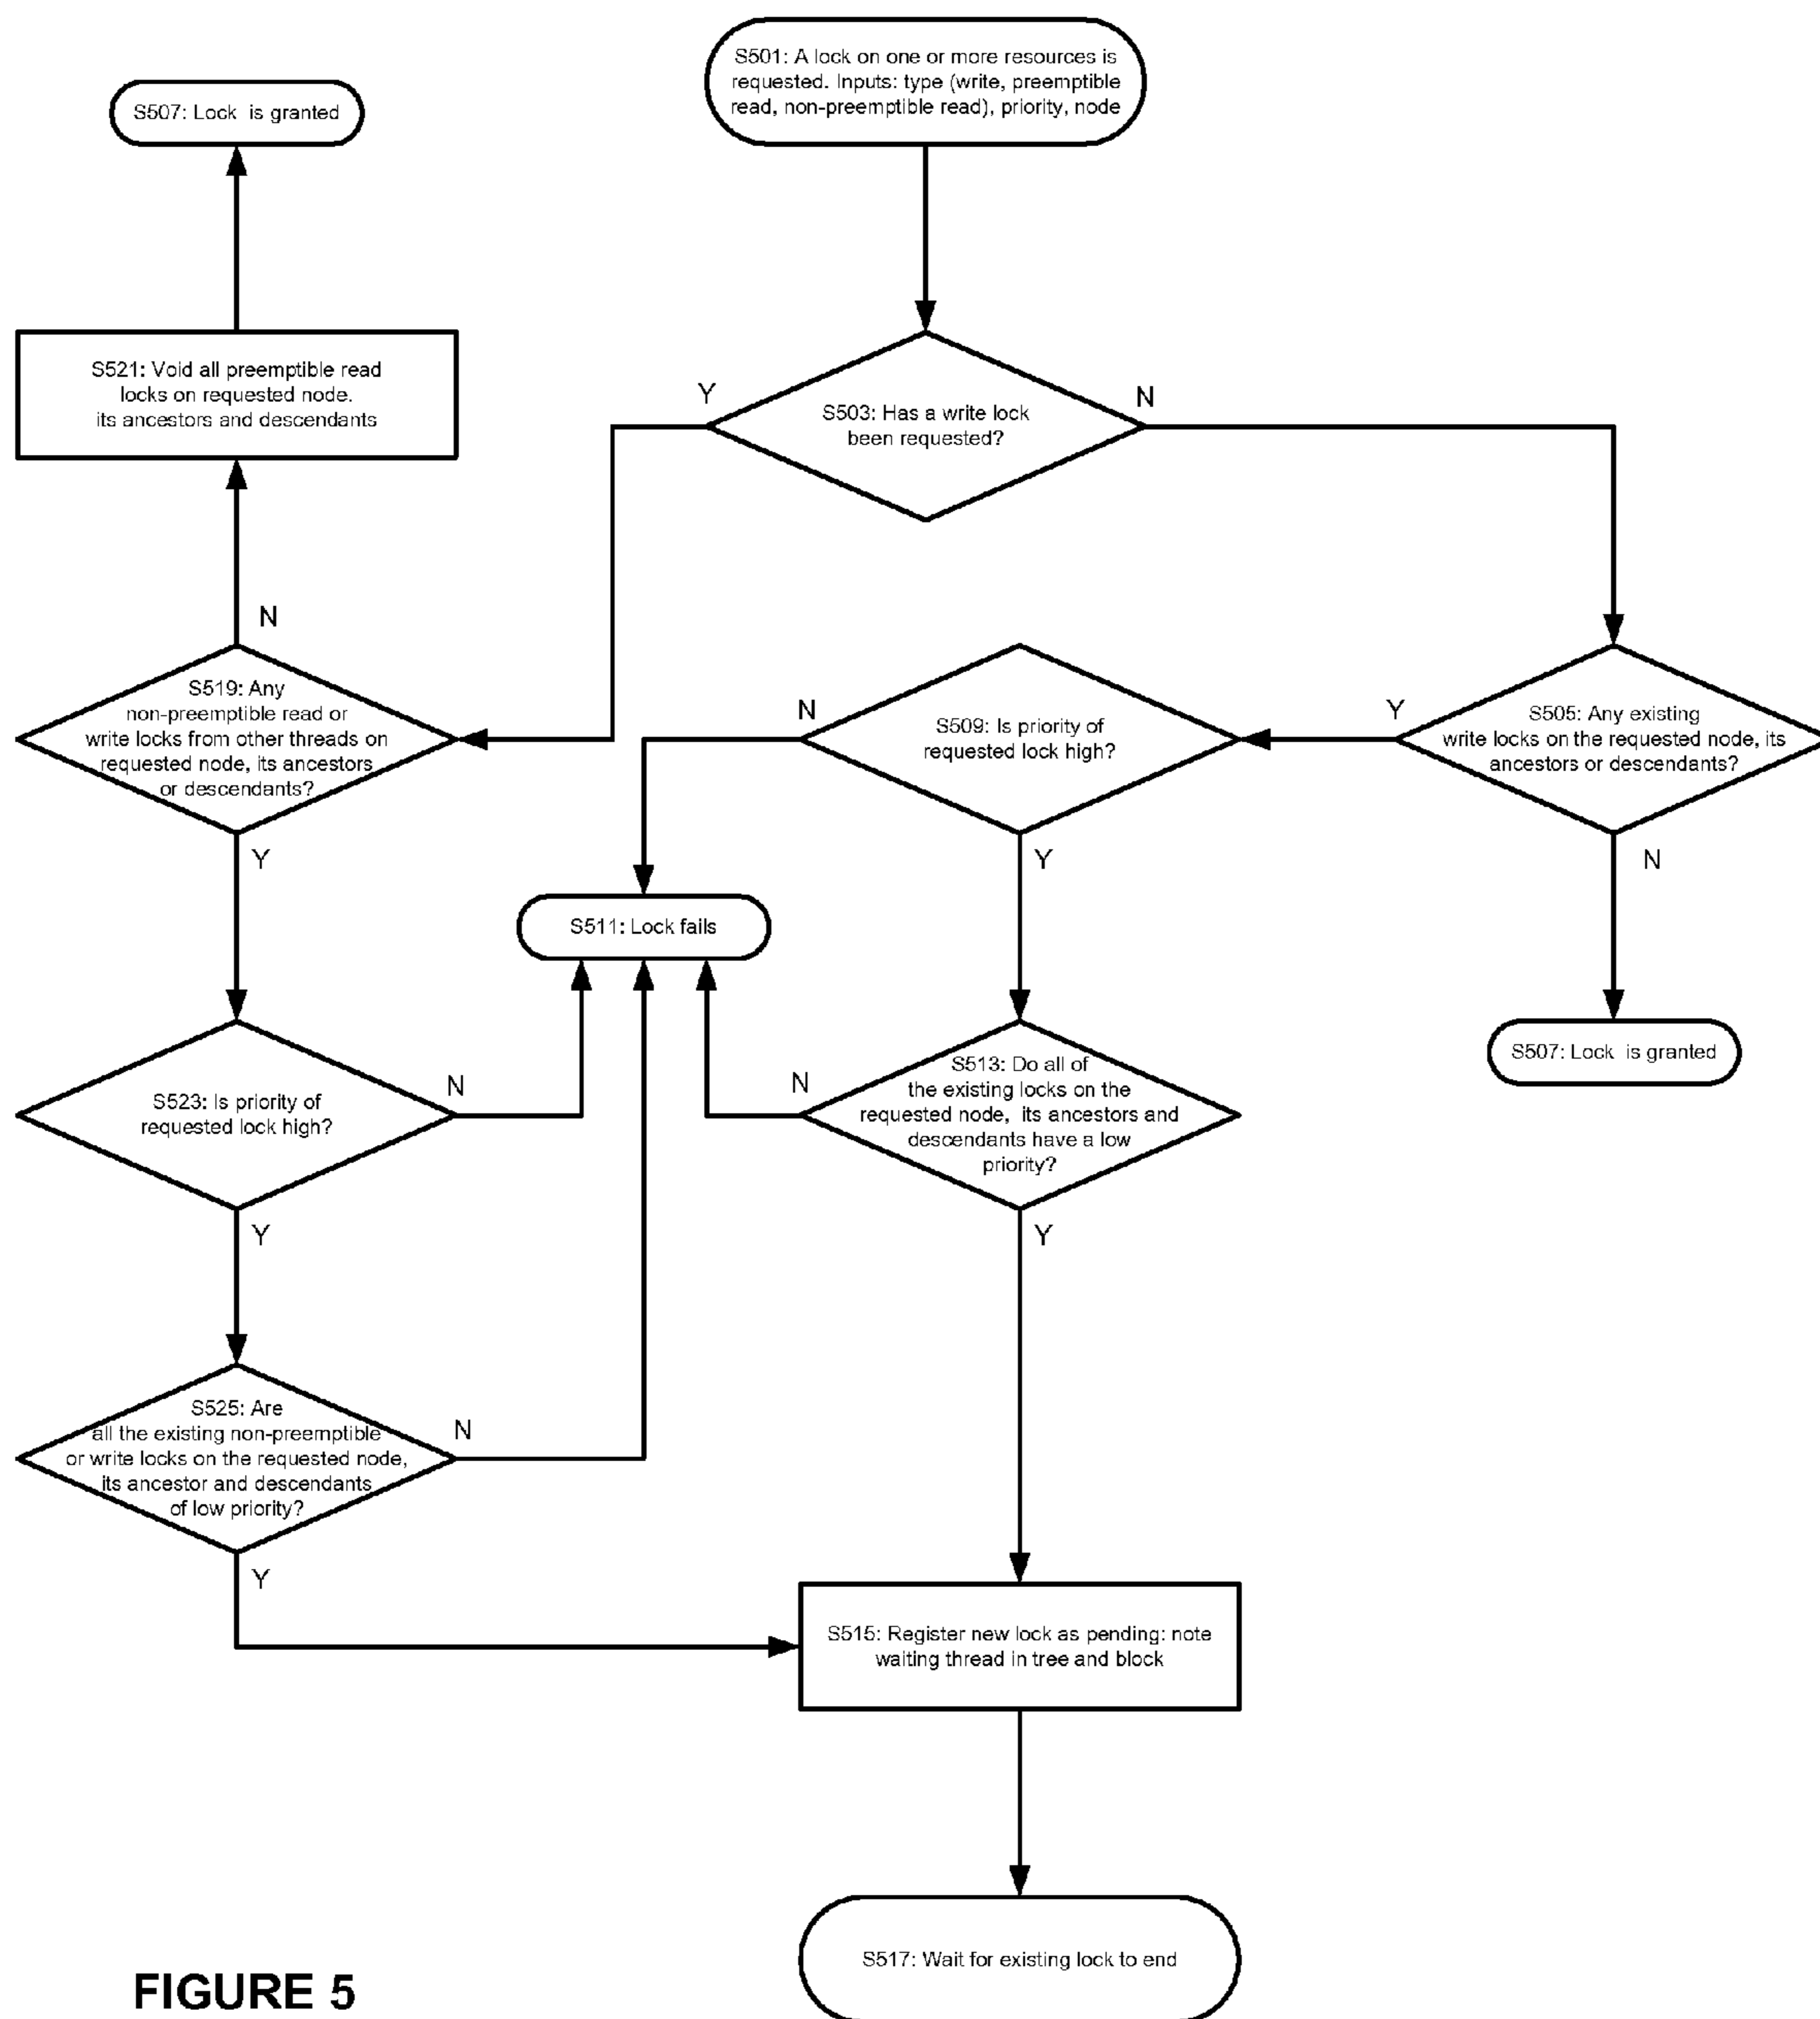 S501: A lock on one or more resources is
requested. Inputs: type (write, preemptible
read, non-preemptible read), priority, node
S507: Lock is granted
S521: Void all preemptible read
locks on requested node.
its ancestors and descendants
Y
N
S503: Has a write lock
been requested?
N
S519: Any
non-preemptible read or
write locks from other threads on
requested node, its ancestors
or descendants?
Y
N
S509: Is priority of
requested lock high?
Y
Y
S505: Any existing
write locks on the requested node, its
ancestors or descendants?
N
S511: Lock fails
S507: Lock is granted
S523: Is priority of
requested lock high?
N
Y
N
S513: Do all of
the existing locks on the
requested node, its ancestors and
descendants have a low
priority?
Y
S525: Are
all the existing non-preemptible
or write locks on the requested node,
its ancestor and descendants
of low priority?
N
Y
S515: Register new lock as pending: note
waiting thread in tree and block
S517: Wait for existing lock to end
FIGURE 5